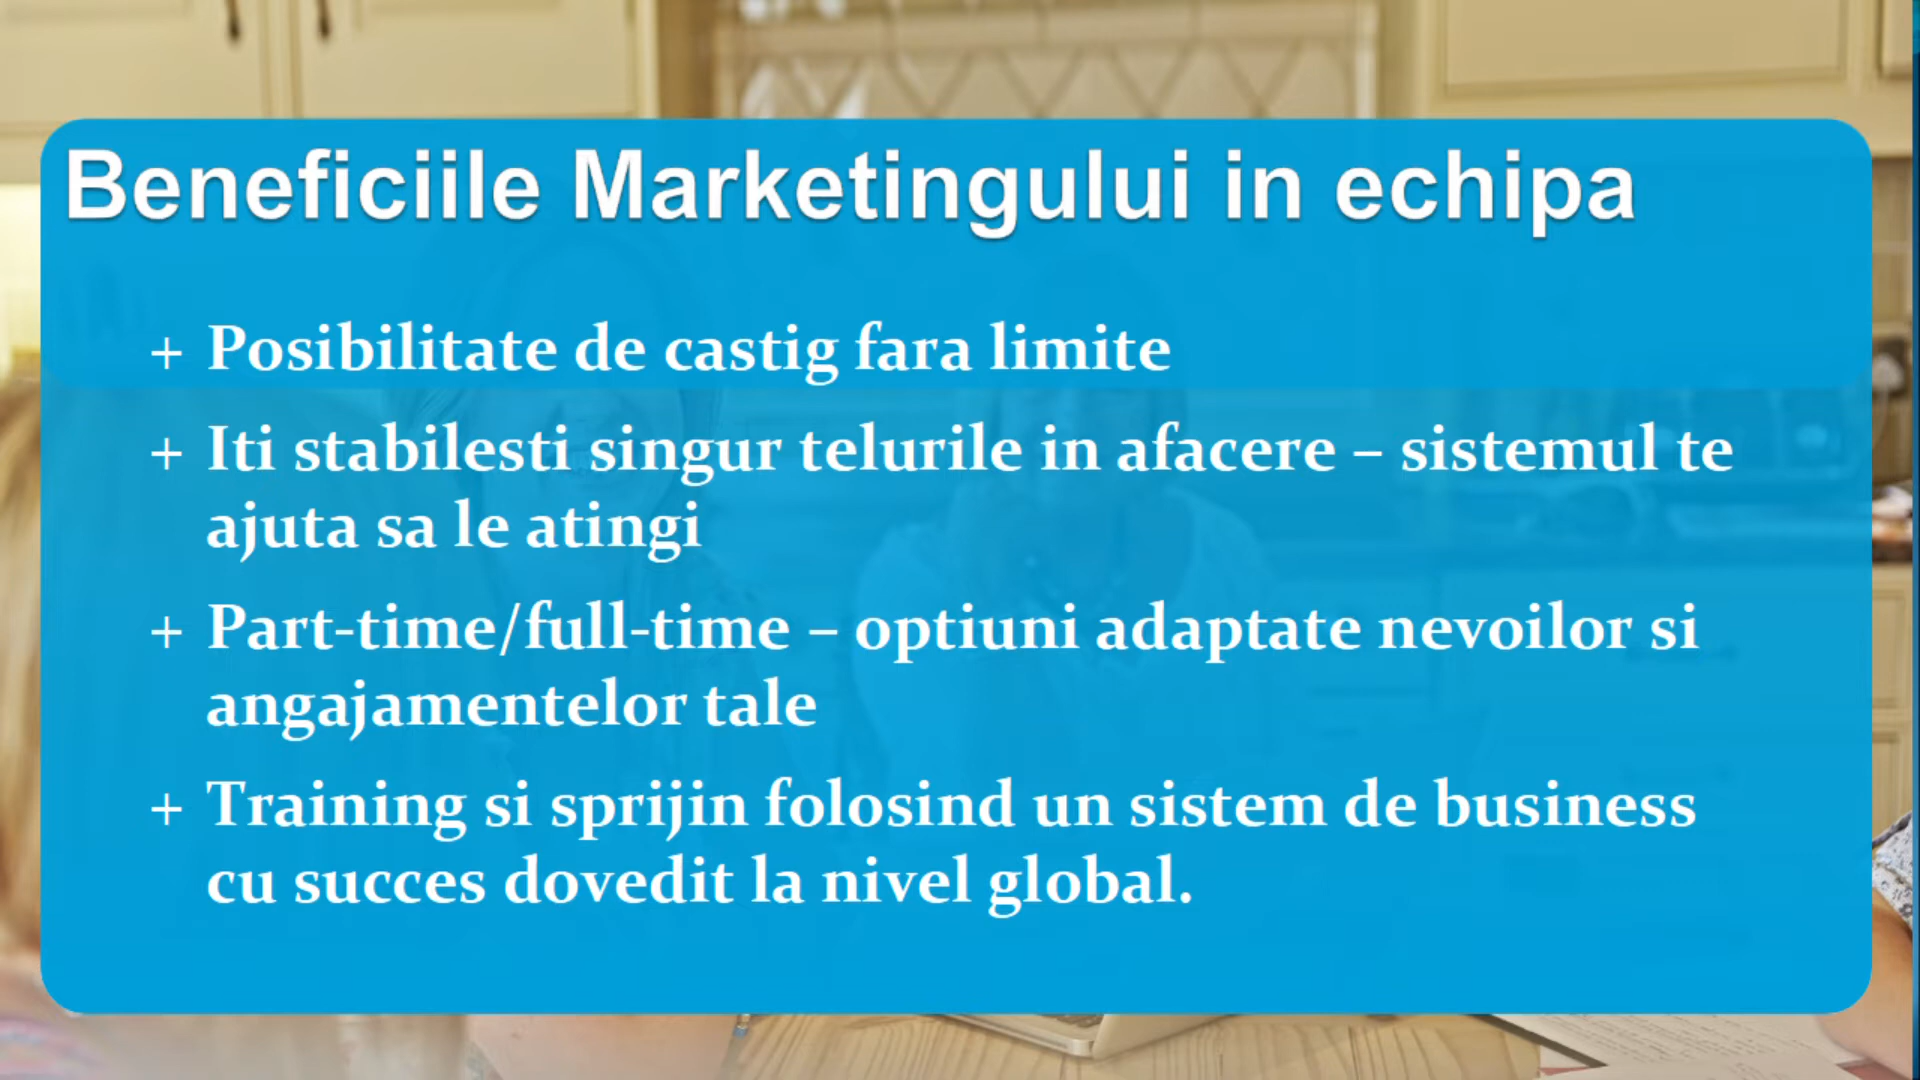 Beneficiile Marketingului in echipa
+ Posibilitate de castig fara limite
+ Iti stabilesti singur telurile in afacere – sistemul te
ajuta sa le atingi
+ Part-time/full-time – optiuni adaptate nevoilor si
angajamentelor tale
+ Training si sprijin folosind un sistem de business
cu succes dovedit la nivel global.